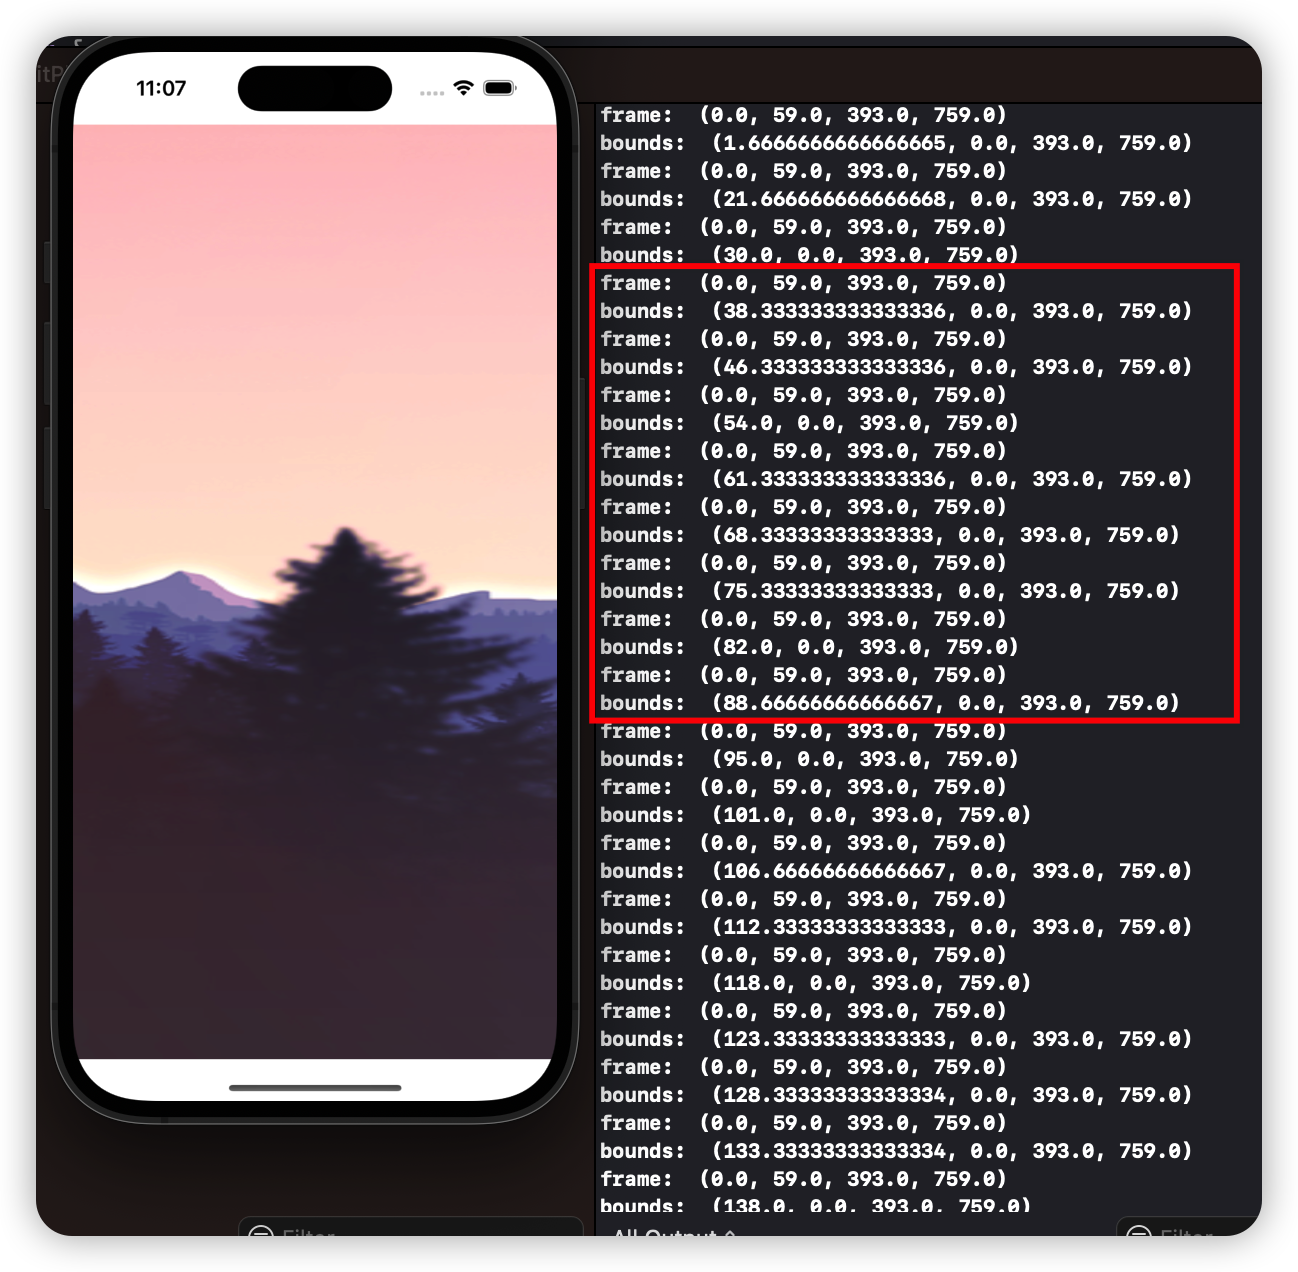 itP
11:07
frame:  (0.0, 59.0, 393.0, 759.0)
bounds:  (1.6666666666666665, 0.0, 393.0, 759.0)
frame:  (0.0, 59.0, 393.0, 759.0)
bounds:  (21.666666666666668, 0.0, 393.0, 759.0)
frame:  (0.0, 59.0, 393.0, 759.0)
bounds:  (30.0, 0.0, 393.0, 759.0)
frame:  (0.0, 59.0, 393.0, 759.0)
bounds:  (38.333333333333336, 0.0, 393.0, 759.0)
frame:  (0.0, 59.0, 393.0, 759.0)
bounds:  (46.333333333333336, 0.0, 393.0, 759.0)
frame:  (0.0, 59.0, 393.0, 759.0)
bounds:  (54.0, 0.0, 393.0, 759.0)
frame:  (0.0, 59.0, 393.0, 759.0)
bounds:  (61.333333333333336, 0.0, 393.0, 759.0)
frame:  (0.0, 59.0, 393.0, 759.0)
bounds:  (68.33333333333333, 0.0, 393.0, 759.0)
frame:  (0.0, 59.0, 393.0, 759.0)
bounds:  (75.33333333333333, 0.0, 393.0, 759.0)
frame:  (0.0, 59.0, 393.0, 759.0)
bounds:  (82.0, 0.0, 393.0, 759.0)
frame:  (0.0, 59.0, 393.0, 759.0)
bounds:  (88.66666666666667, 0.0, 393.0, 759.0)
frame:  (0.0, 59.0, 393.0, 759.0)
bounds:  (95.0, 0.0, 393.0, 759.0)
frame:  (0.0, 59.0, 393.0, 759.0)
bounds:  (101.0, 0.0, 393.0, 759.0)
frame:  (0.0, 59.0, 393.0, 759.0)
bounds:  (106.66666666666667, 0.0, 393.0, 759.0)
frame:  (0.0, 59.0, 393.0, 759.0)
bounds:  (112.33333333333333, 0.0, 393.0, 759.0)
frame:  (0.0, 59.0, 393.0, 759.0)
bounds:  (118.0, 0.0, 393.0, 759.0)
frame:  (0.0, 59.0, 393.0, 759.0)
bounds:  (123.33333333333333, 0.0, 393.0, 759.0)
frame:  (0.0, 59.0, 393.0, 759.0)
bounds:  (128.33333333333334, 0.0, 393.0, 759.0)
frame:  (0.0, 59.0, 393.0, 759.0)
bounds:  (133.33333333333334, 0.0, 393.0, 759.0)
frame:  (0.0, 59.0, 393.0, 759.0)
bounds:  (138.0, 0.0, 393.0, 759.0)
Filter
All Output
Filter